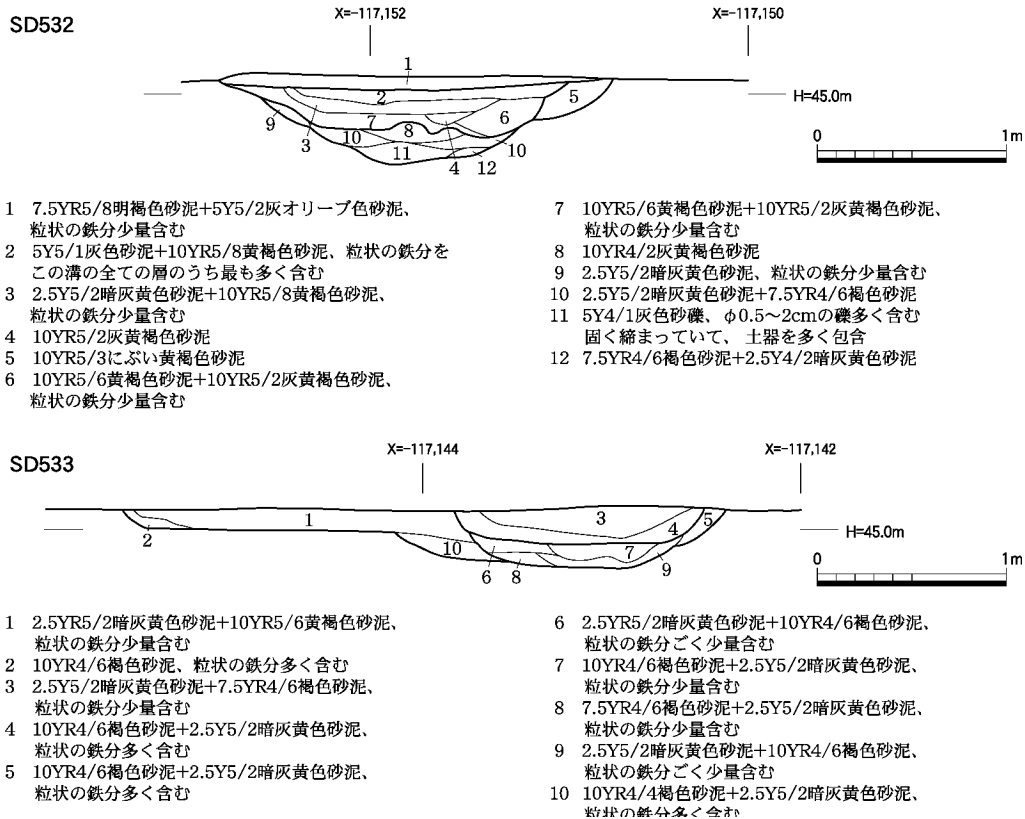 SD532
X=-117,152
X=-117,150
1
2
5
H=45.0m
6
9
7
8
3
10
10
11
4
12
0
1m
1 7.5YR5/8明褐色砂泥+5Y5/2灰オリーブ色砂泥、
粒状の鉄分少量含む
2 5Y5/1灰色砂泥+10YR5/8黄褐色砂泥、粒状の鉄分を
この溝の全ての層のうち最も多く含む
3 2.5Y5/2暗灰黄色砂泥+10YR5/8黄褐色砂泥、
粒状の鉄分少量含む
4 10YR5/2灰黄褐色砂泥
5 10YR5/3にぶい黄褐色砂泥
6 10YR5/6黄褐色砂泥+10YR5/2灰黄褐色砂泥、
粒状の鉄分少量含む
7 10YR5/6黄褐色砂泥+10YR5/2灰黄褐色砂泥、
粒状の鉄分少量含む
8 10YR4/2灰黄褐色砂泥
9 2.5Y5/2暗灰黄色砂泥、粒状の鉄分少量含む
10 2.5Y5/2暗灰黄色砂泥+7.5YR4/6褐色砂泥
11 5Y4/1灰色砂礫、φ0.5～2cmの礫多く含む
固く締まっていて、土器を多く包含
12 7.5YR4/6褐色砂泥+2.5Y4/2暗灰黄色砂泥
SD533
X=-117,144
X=-117,142
1
2
3
4
5
H=45.0m
10
7
6
8
9
0
1m
1 2.5YR5/2暗灰黄色砂泥+10YR5/6黄褐色砂泥、
粒状の鉄分少量含む
2 10YR4/6褐色砂泥、粒状の鉄分多く含む
3 2.5Y5/2暗灰黄色砂泥+7.5YR4/6褐色砂泥、
粒状の鉄分少量含む
4 10YR4/6褐色砂泥+2.5Y5/2暗灰黄色砂泥、
粒状の鉄分多く含む
5 10YR4/6褐色砂泥+2.5Y5/2暗灰黄色砂泥、
粒状の鉄分多く含む
6 2.5YR5/2暗灰黄色砂泥+10YR4/6褐色砂泥、
粒状の鉄分ごく少量含む
7 10YR4/6褐色砂泥+2.5Y5/2暗灰黄色砂泥、
粒状の鉄分少量含む
8 7.5YR4/6褐色砂泥+2.5Y5/2暗灰黄色砂泥、
粒状の鉄分少量含む
9 2.5Y5/2暗灰黄色砂泥+10YR4/6褐色砂泥、
粒状の鉄分ごく少量含む
10 10YR4/4褐色砂泥+2.5Y5/2暗灰黄色砂泥、
粒状の鉄分多く含む